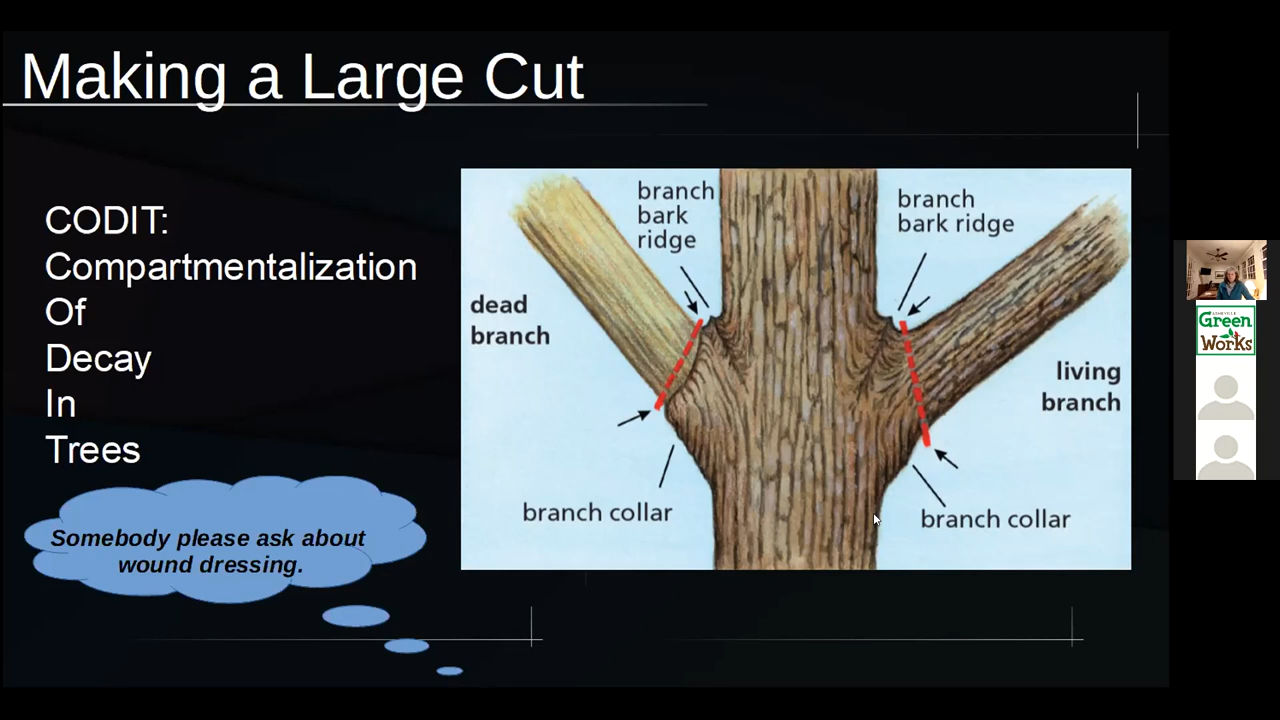 Making a Large Cut
CODIT:
Compartmentalization
Of
Decay
In
Trees
Somebody please ask about
wound dressing.
branch
bark
ridge
branch
bark ridge
dead
branch
living
branch
branch collar
branch collar
ASHEVILLE
Green
Works